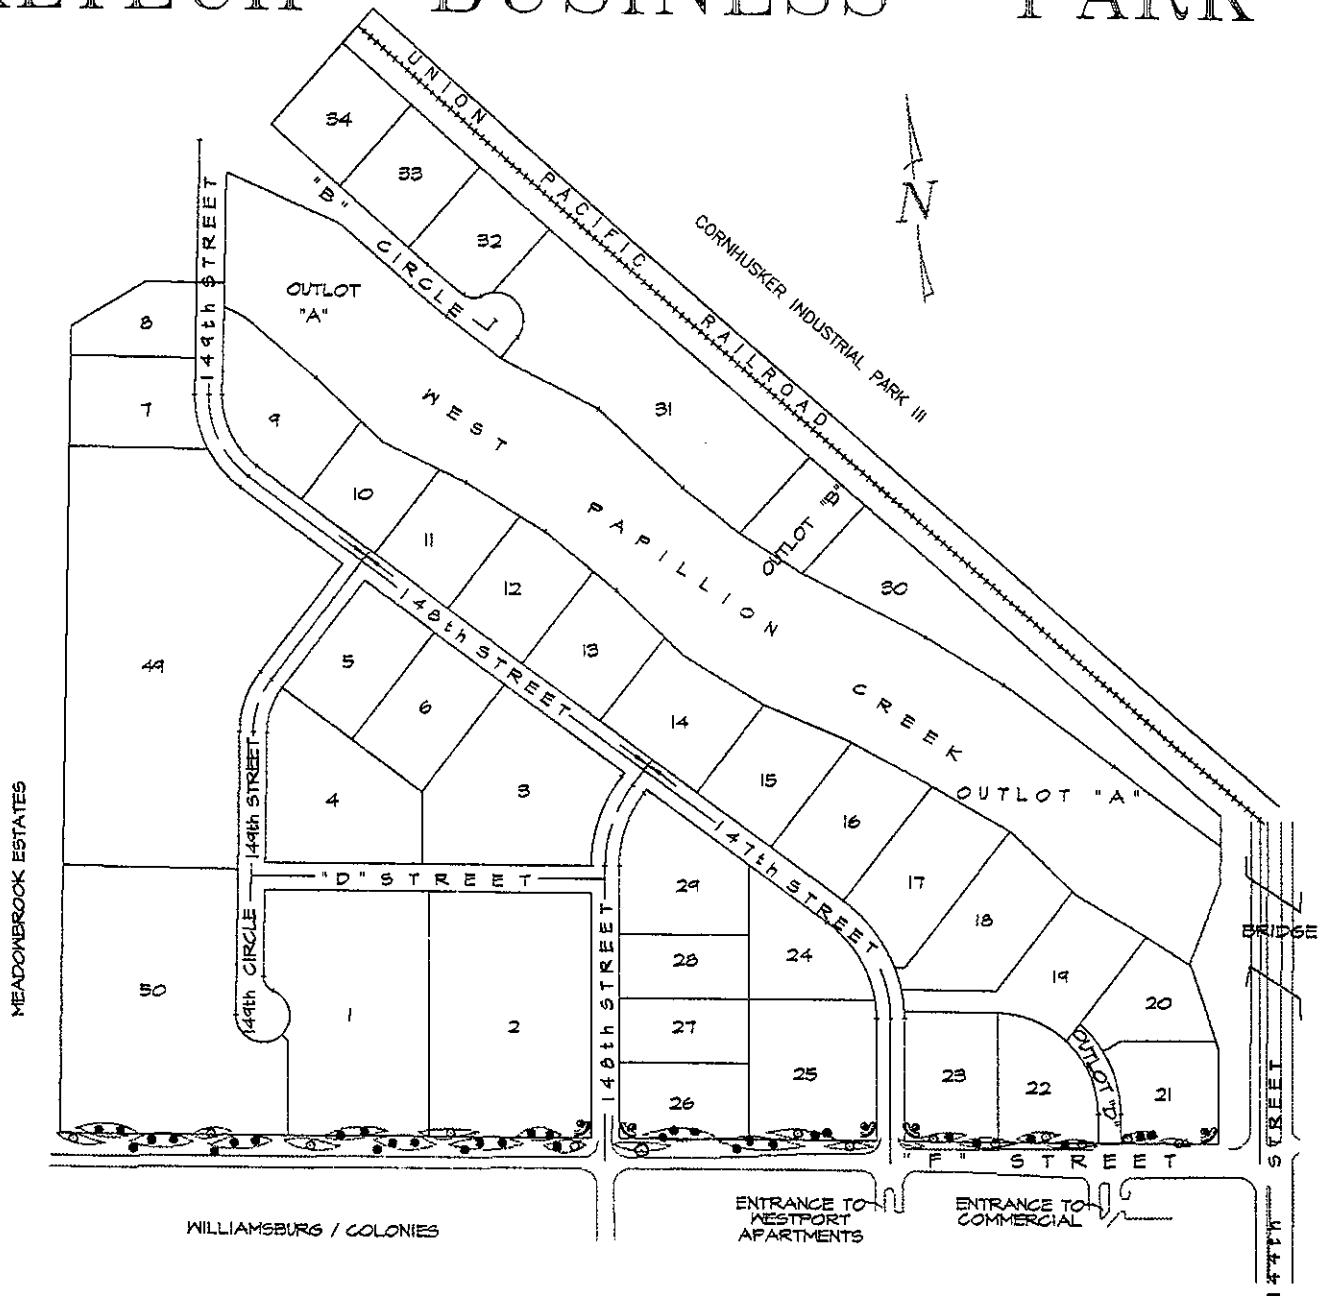 BUSINESS PARK
UNION PACIFIC RAILROAD
34
33
"B" CIRCLE
32
N
CORNHUSKER INDUSTRIAL PARK III
149th STREET
OUTLOT
"A"
8
7
9
31
WEST PAPILLION CREEK
10
OUTLOT "B"
11
12
30
148th STREET
13
49
5
6
14
15
149th STREET
4
3
OUTLOT "A"
16
147th STREET
MEADOWBROOK ESTATES
"D" STREET
29
17
18
BRIDGE
149th CIRCLE
28
24
19
50
1
2
148th STREET
27
20
25
23
22
OUTLOT
21
26
"F" STREET
144th STREET
WILLIAMSBURG / COLONIES
ENTRANCE TO
WESTPORT
APARTMENTS
ENTRANCE TO
COMMERCIAL